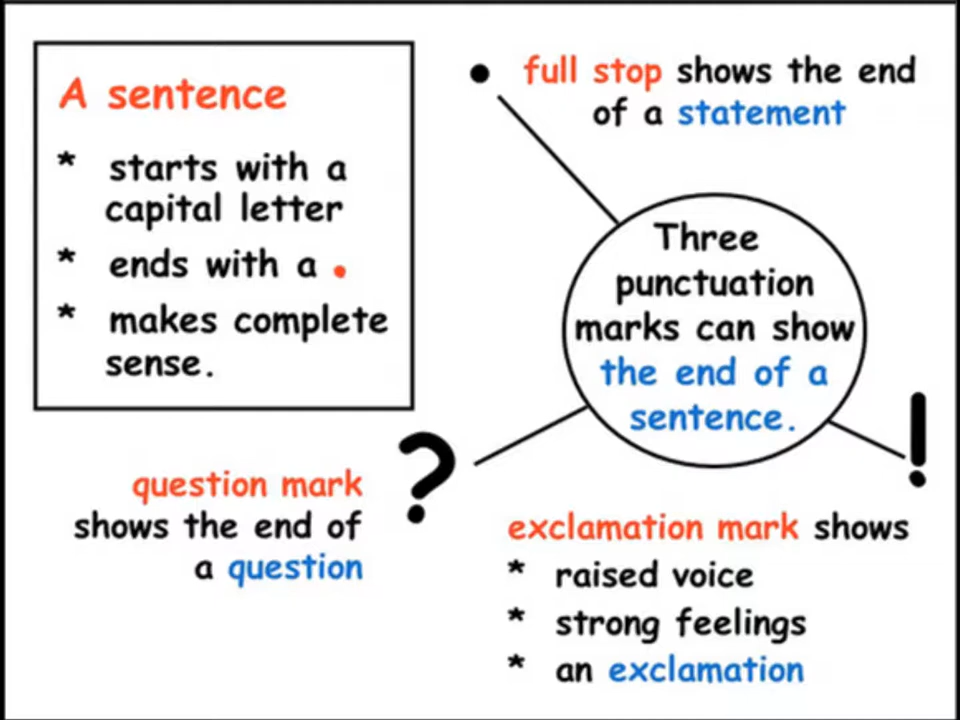 A sentence
* starts with a
capital letter
* ends with a .
* makes complete
sense.
• full stop shows the end
of a statement
Three
punctuation
marks can show
the end of a
sentence.
?
question mark
shows the end of
a question
!
exclamation mark shows
* raised voice
* strong feelings
* an exclamation